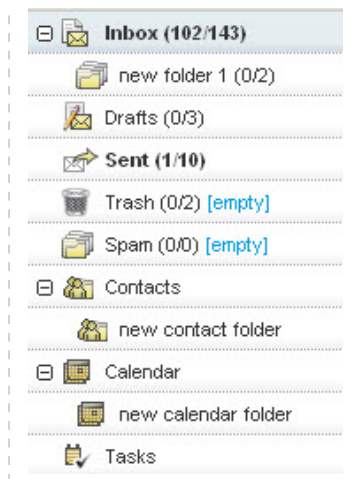 Inbox (102/143)
new folder 1 (0/2)
Drafts (0/3)
Sent (1/10)
Trash (0/2) [empty]
Spam (0/0) [empty]
Contacts
new contact folder
Calendar
new calendar folder
Tasks